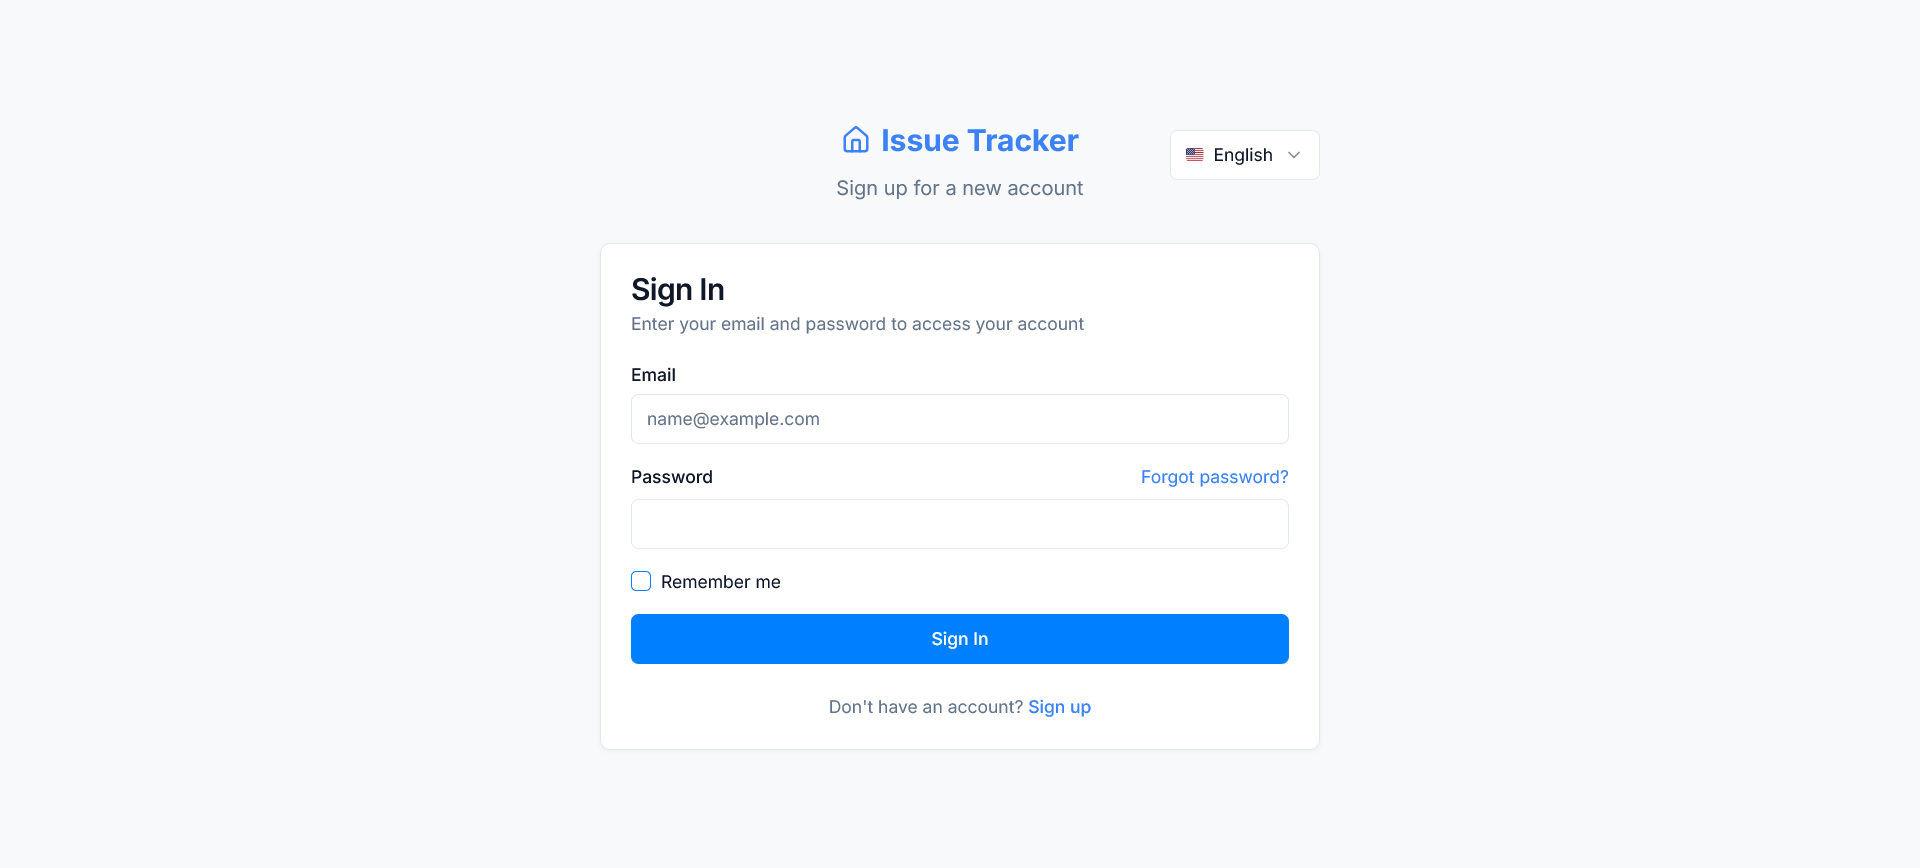 Issue Tracker
English
Sign up for a new account
Sign In
Enter your email and password to access your account
Email
name@example.com
Password
Forgot password?
Remember me
Sign In
Don't have an account? Sign up